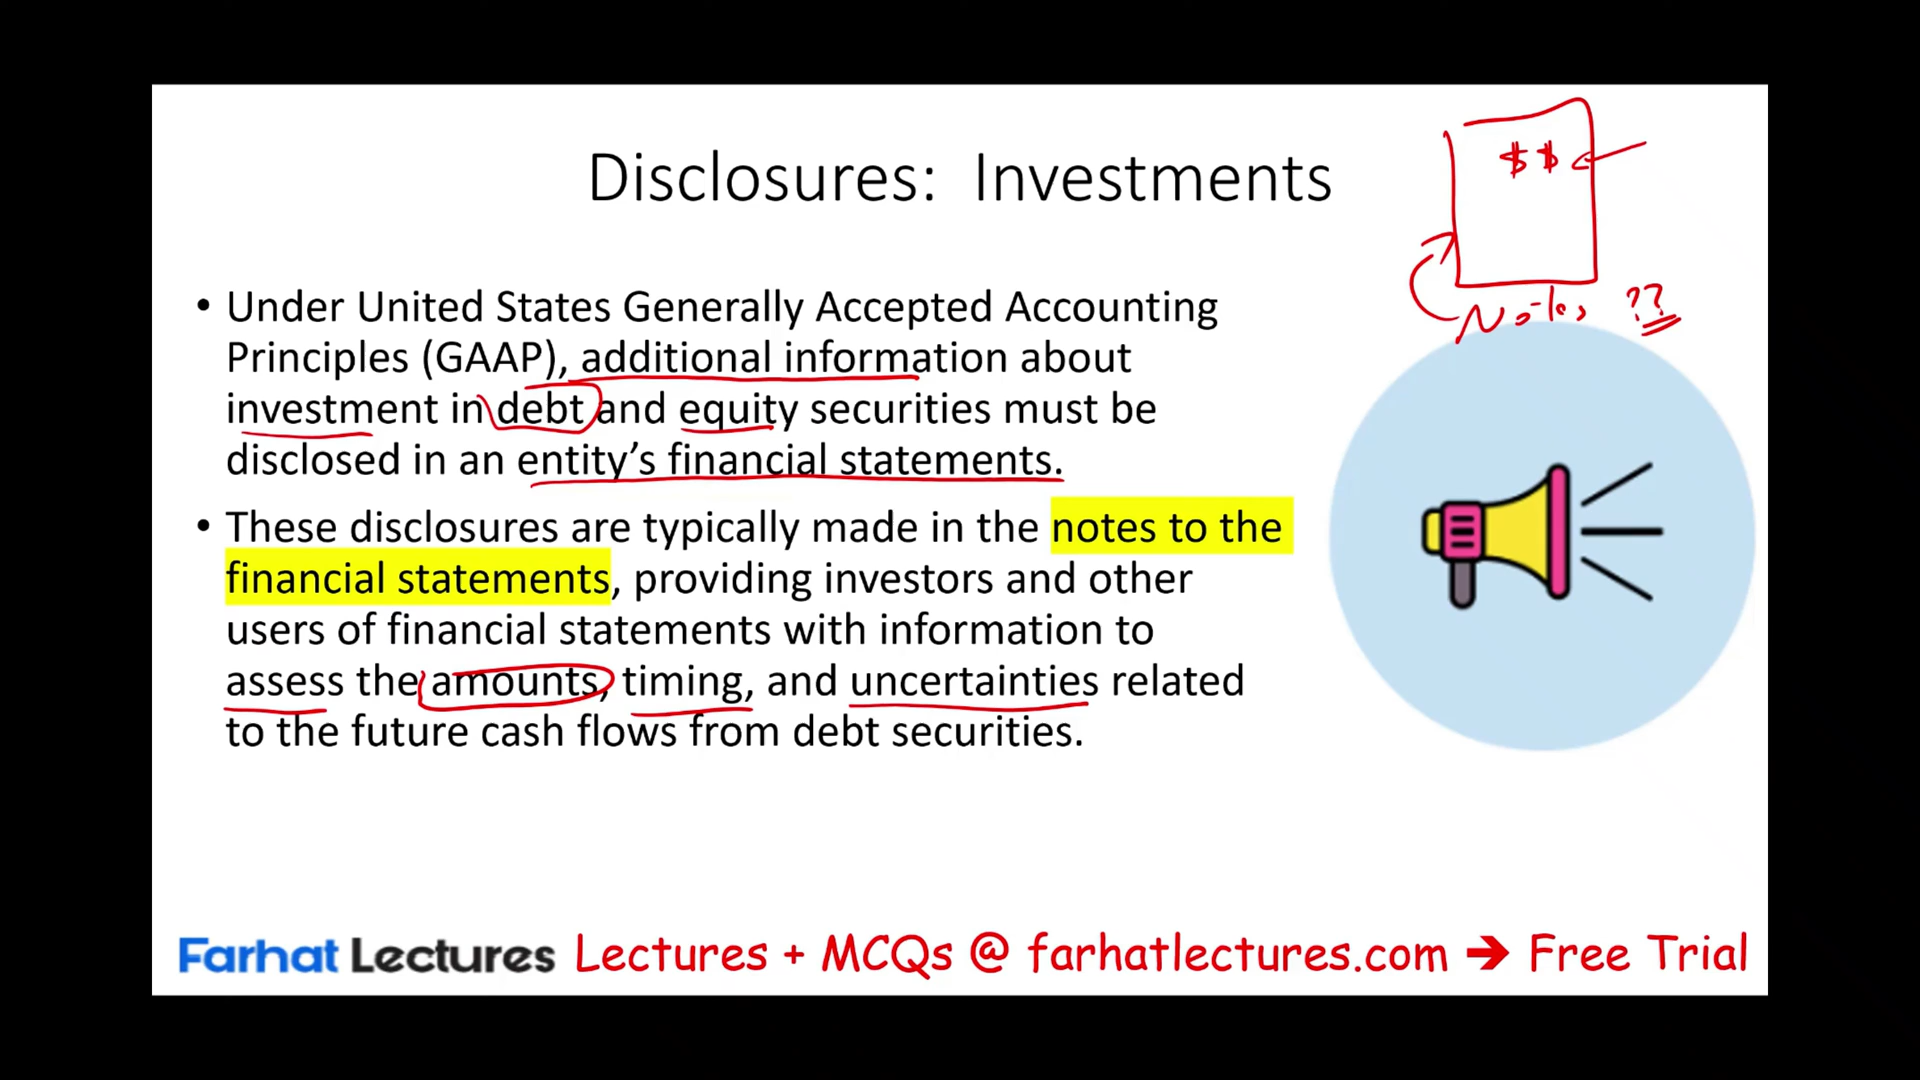 $$
Disclosures: Investments
Notes ??
• Under United States Generally Accepted Accounting
Principles (GAAP), additional information about
investment in debt and equity securities must be
disclosed in an entity’s financial statements.
• These disclosures are typically made in the notes to the
financial statements, providing investors and other
users of financial statements with information to
assess the amounts, timing, and uncertainties related
to the future cash flows from debt securities.
Farhat Lectures Lectures + MCQs @ farhatlectures.com ➔ Free Trial